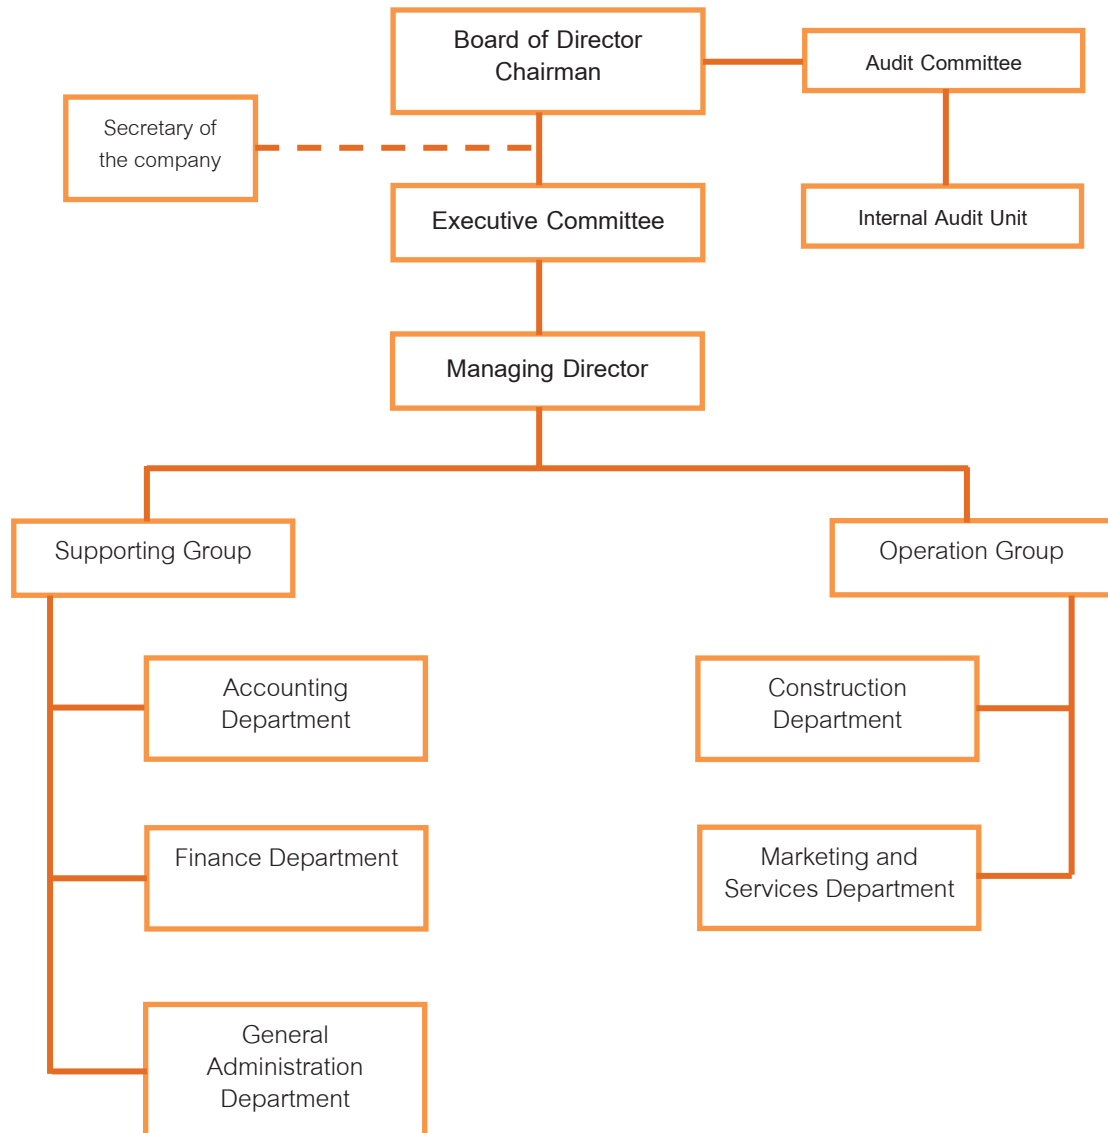 Board of Director
Chairman
Audit Committee
Secretary of
the company
Executive Committee
Internal Audit Unit
Managing Director
Supporting Group
Operation Group
Accounting
Department
Construction
Department
Finance Department
Marketing and
Services Department
General
Administration
Department